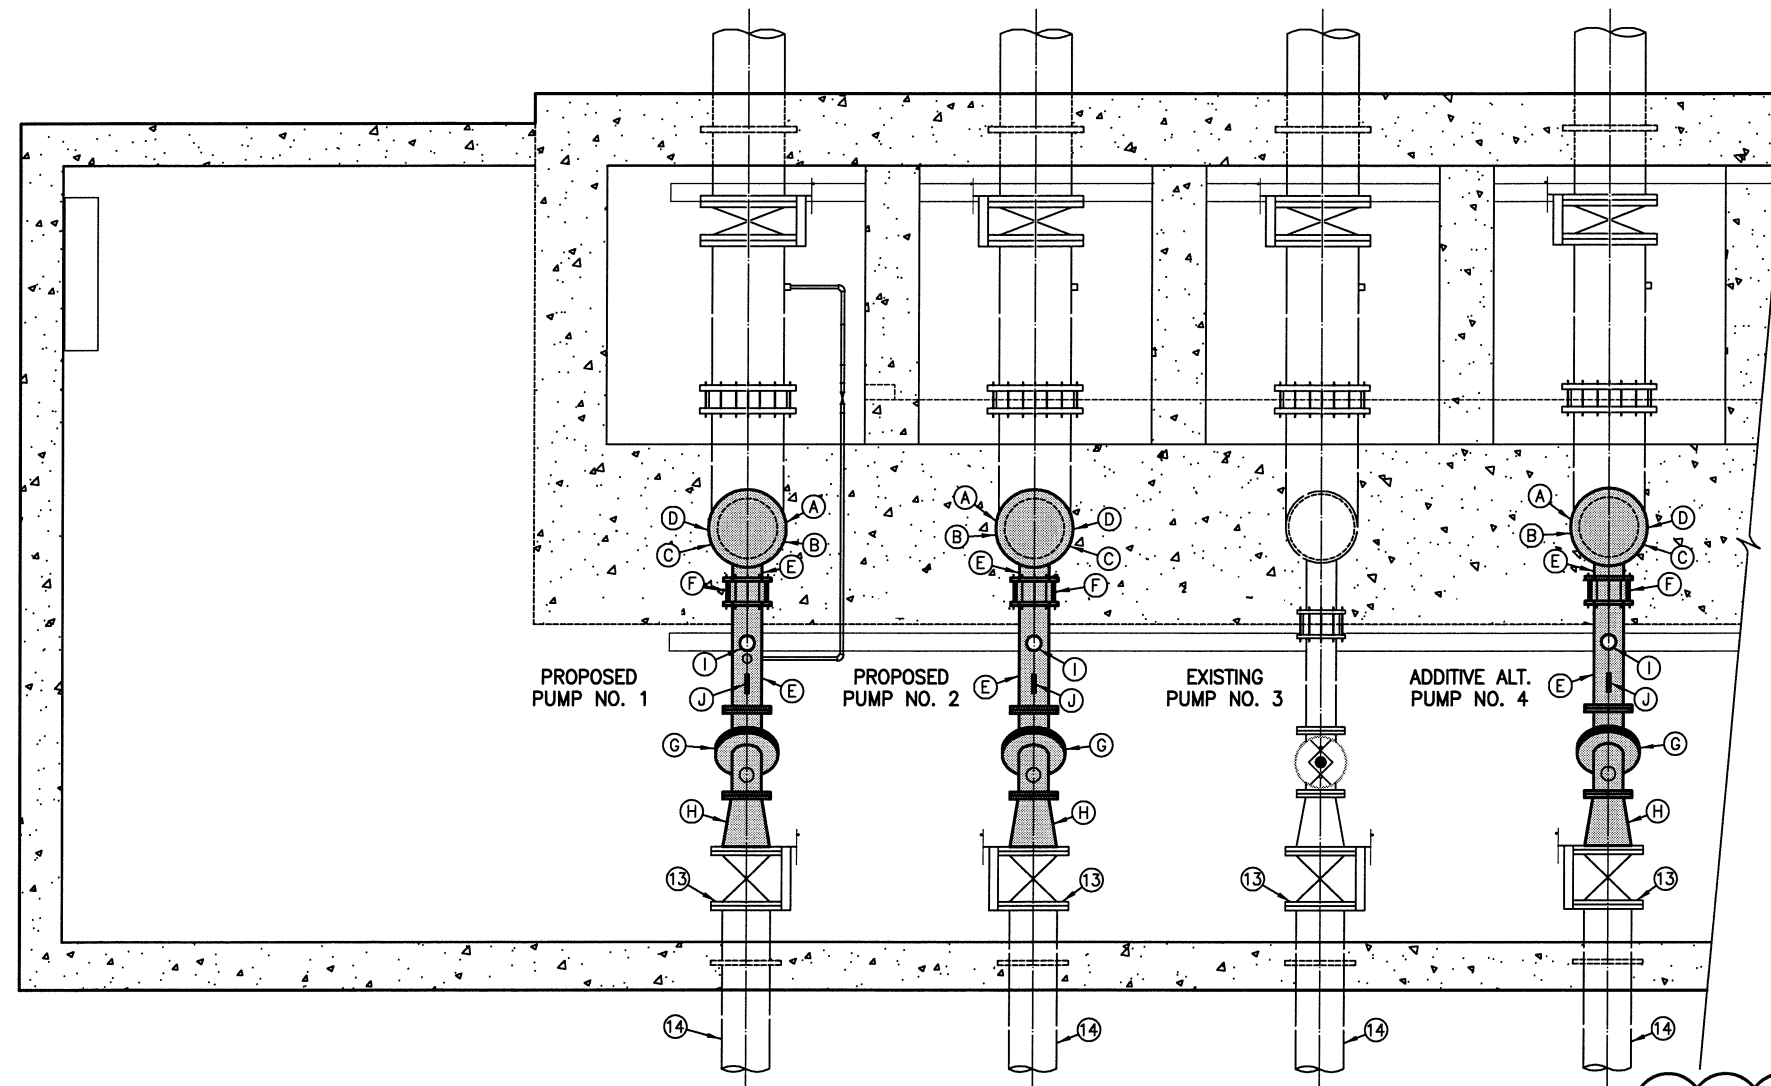 A
D
B
C
E
F
I
J
E
G
H
13
14
PROPOSED
PUMP NO. 1
A
D
B
C
E
F
I
E
J
G
H
13
14
PROPOSED
PUMP NO. 2
EXISTING
PUMP NO. 3
13
14
A
D
B
C
E
F
I
E
J
G
H
13
14
ADDITIVE ALT.
PUMP NO. 4